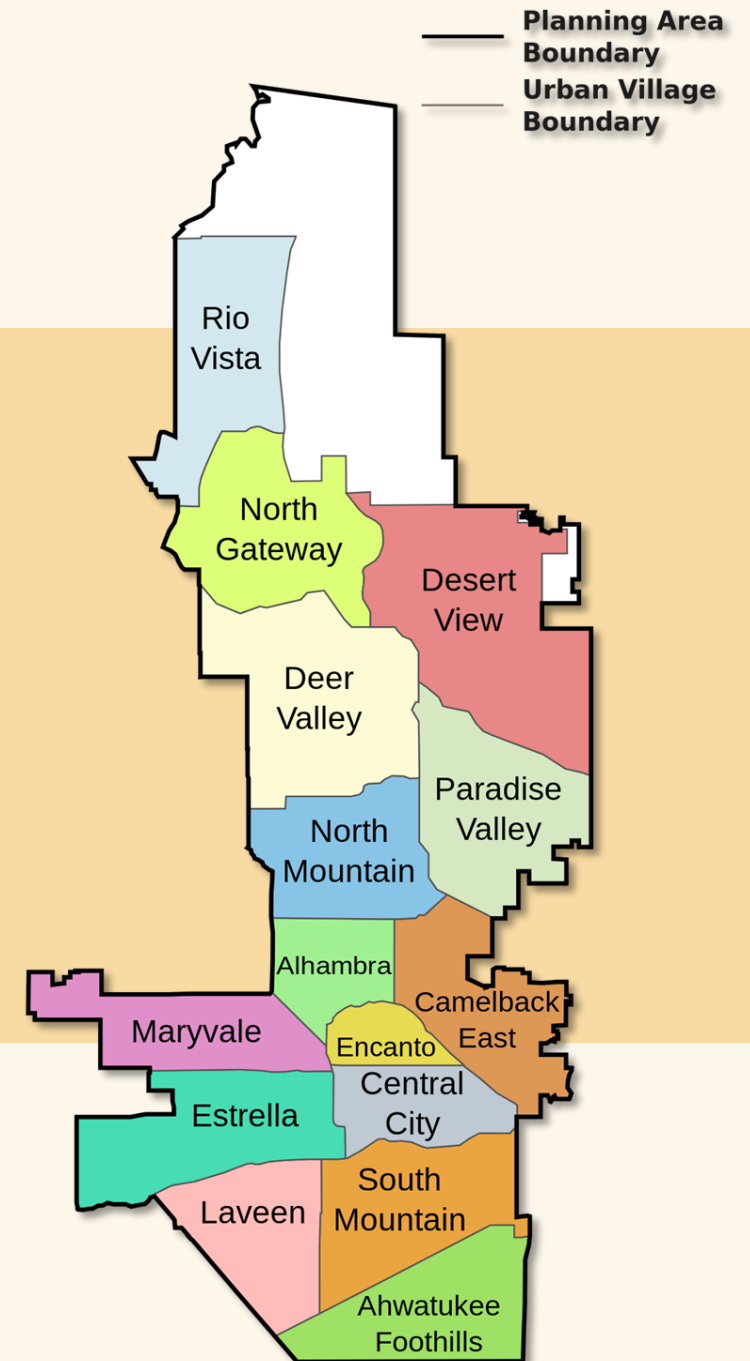 Planning Area
Boundary
Urban Village
Boundary
Rio
Vista
North
Gateway
Desert
View
Deer
Valley
Paradise
Valley
North
Mountain
Alhambra
Camelback
East
Maryvale
Encanto
Central
City
Estrella
South
Mountain
Laveen
Ahwatukee
Foothills